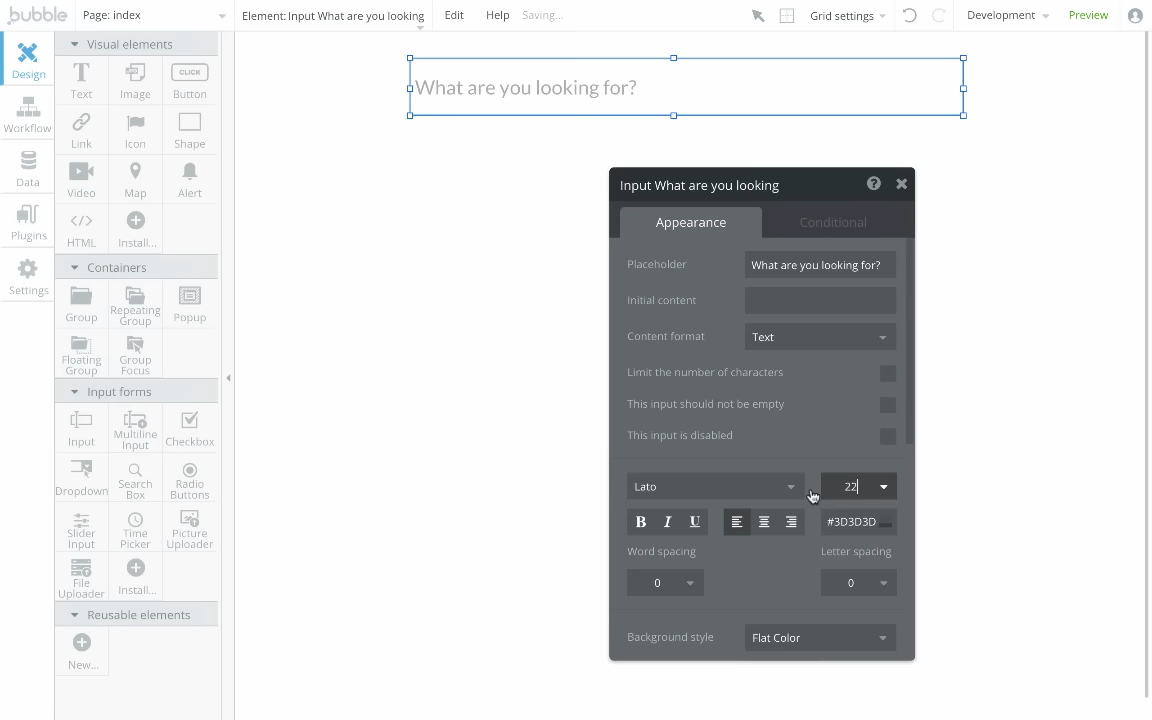 bubble
Page: index
Element: Input What are you looking
Edit
Help
Saving...
Grid settings
Development
Preview
Design
Workflow
Data
Plugins
Settings
Visual elements
Text
Image
CLICK
Button
Link
Icon
Shape
Video
Map
Alert
HTML
Install...
Containers
Group
Repeating
Group
Popup
Floating
Group
Group
Focus
Input forms
Input
Multiline
Input
Checkbox
Dropdown
Search
Box
Radio
Buttons
Slider
Input
Time
Picker
Picture
Uploader
File
Uploader
Install...
Reusable elements
New...
What are you looking for?
Input What are you looking
Appearance
Conditional
Placeholder
What are you looking for?
Initial content
Content format
Text
Limit the number of characters
This input should not be empty
This input is disabled
Lato
22
B I U
#3D3D3D
Word spacing
Letter spacing
0
0
Background style
Flat Color